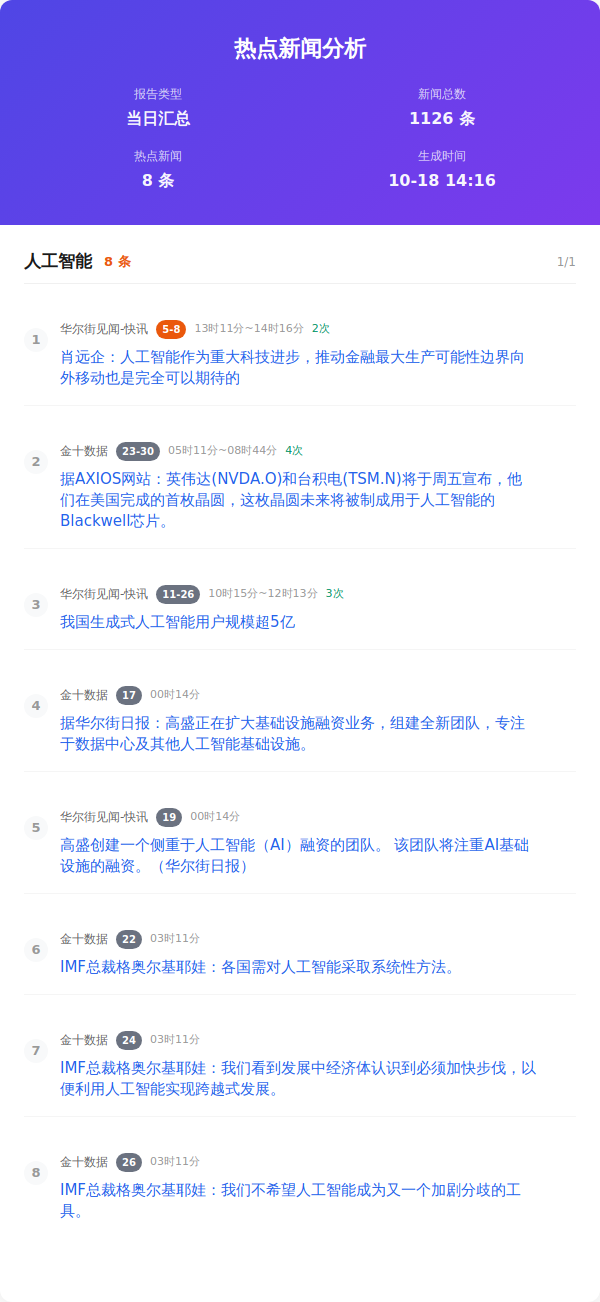 热点新闻分析
报告类型
当日汇总
新闻总数
1126 条
热点新闻
8 条
生成时间
10-18 14:16
人工智能 8 条 1/1
1
华尔街见闻-快讯 5-8 13时11分~14时16分 2次
肖远企：人工智能作为重大科技进步，推动金融最大生产可能性边界向
外移动也是完全可以期待的
2
金十数据 23-30 05时11分~08时44分 4次
据AXIOS网站：英伟达(NVDA.O)和台积电(TSM.N)将于周五宣布，他
们在美国完成的首枚晶圆，这枚晶圆未来将被制成用于人工智能的
Blackwell芯片。
3
华尔街见闻-快讯 11-26 10时15分~12时13分 3次
我国生成式人工智能用户规模超5亿
4
金十数据 17 00时14分
据华尔街日报：高盛正在扩大基础设施融资业务，组建全新团队，专注
于数据中心及其他人工智能基础设施。
5
华尔街见闻-快讯 19 00时14分
高盛创建一个侧重于人工智能（AI）融资的团队。 该团队将注重AI基础
设施的融资。（华尔街日报）
6
金十数据 22 03时11分
IMF总裁格奥尔基耶娃：各国需对人工智能采取系统性方法。
7
金十数据 24 03时11分
IMF总裁格奥尔基耶娃：我们看到发展中经济体认识到必须加快步伐，以
便利用人工智能实现跨越式发展。
8
金十数据 26 03时11分
IMF总裁格奥尔基耶娃：我们不希望人工智能成为又一个加剧分歧的工
具。